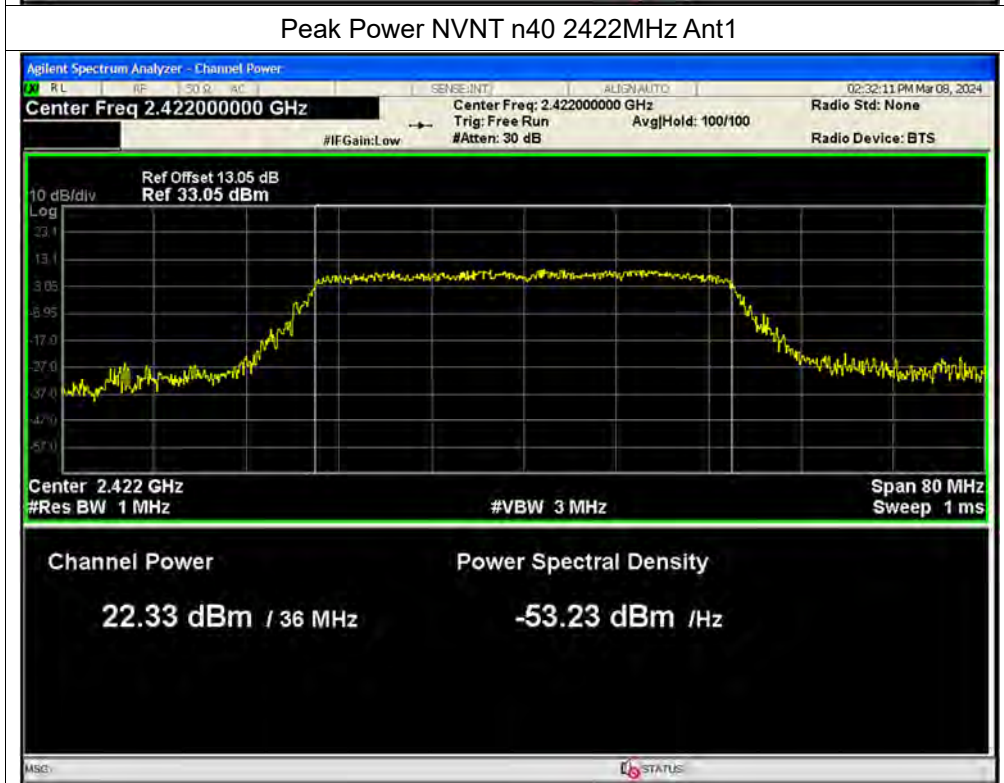 Peak Power NVNT n40 2422MHz Ant1
Agilent Spectrum Analyzer - Channel Power
RL RF 50 Ω AC SENSE:INT ALIGN AUTO 02:32:11 PM Mar 08, 2024
Center Freq 2.422000000 GHz Center Freq: 2.422000000 GHz Radio Std: None
Trig: Free Run Avg|Hold: 100/100
#IFGain:Low #Atten: 30 dB Radio Device: BTS
Ref Offset 13.05 dB
10 dB/div Ref 33.05 dBm
Log
23.1
13.1
3.05
-6.95
-17.0
-27.0
-37.0
-47.0
-57.0
Center 2.422 GHz Span 80 MHz
#Res BW 1 MHz #VBW 3 MHz Sweep 1 ms
Channel Power Power Spectral Density
22.33 dBm / 36 MHz -53.23 dBm /Hz
MSG STATUS